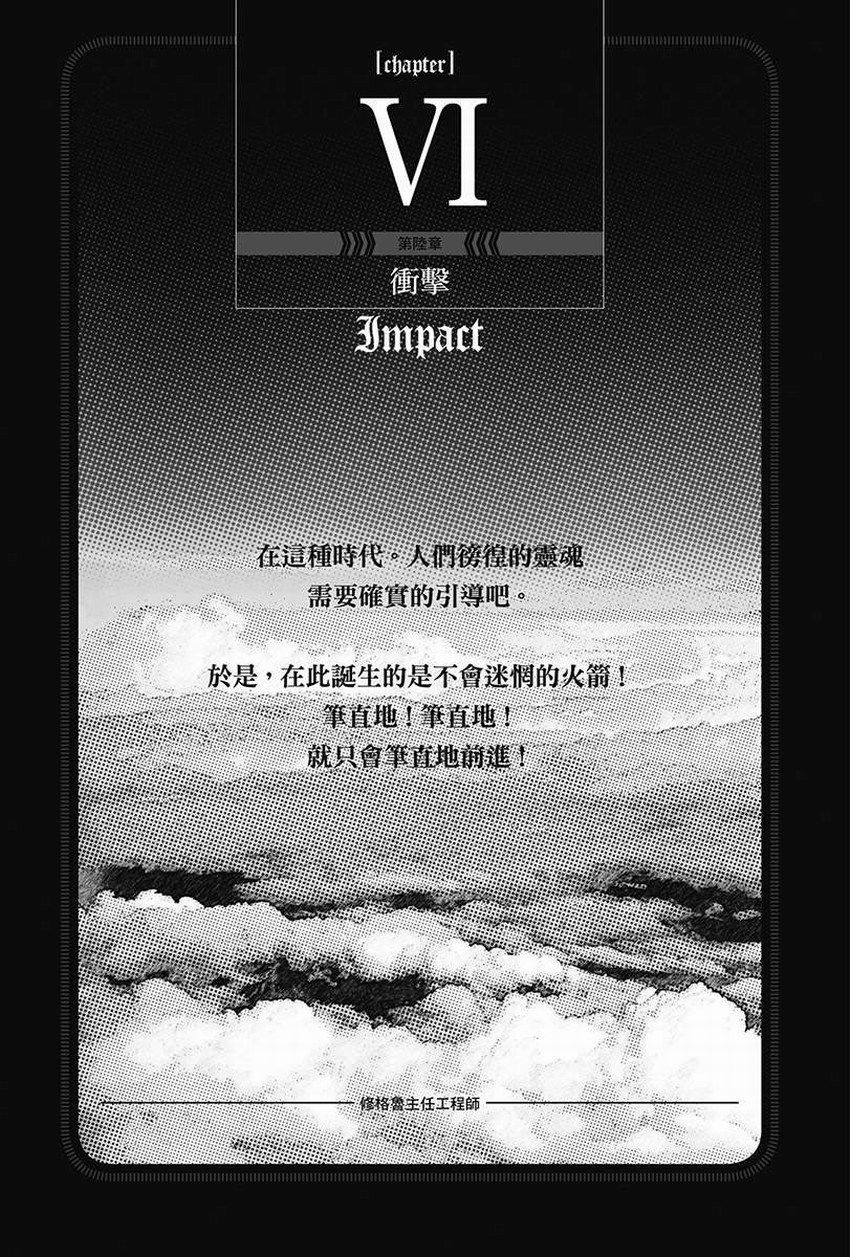 [chapter]
VI
第陸章
衝擊
Impact
在這種時代。人們徬徨的靈魂
需要確實的引導吧。
於是，在此誕生的是不會迷惘的火箭！
筆直地！筆直地！
就只會筆直地前進！
修格魯主任工程師